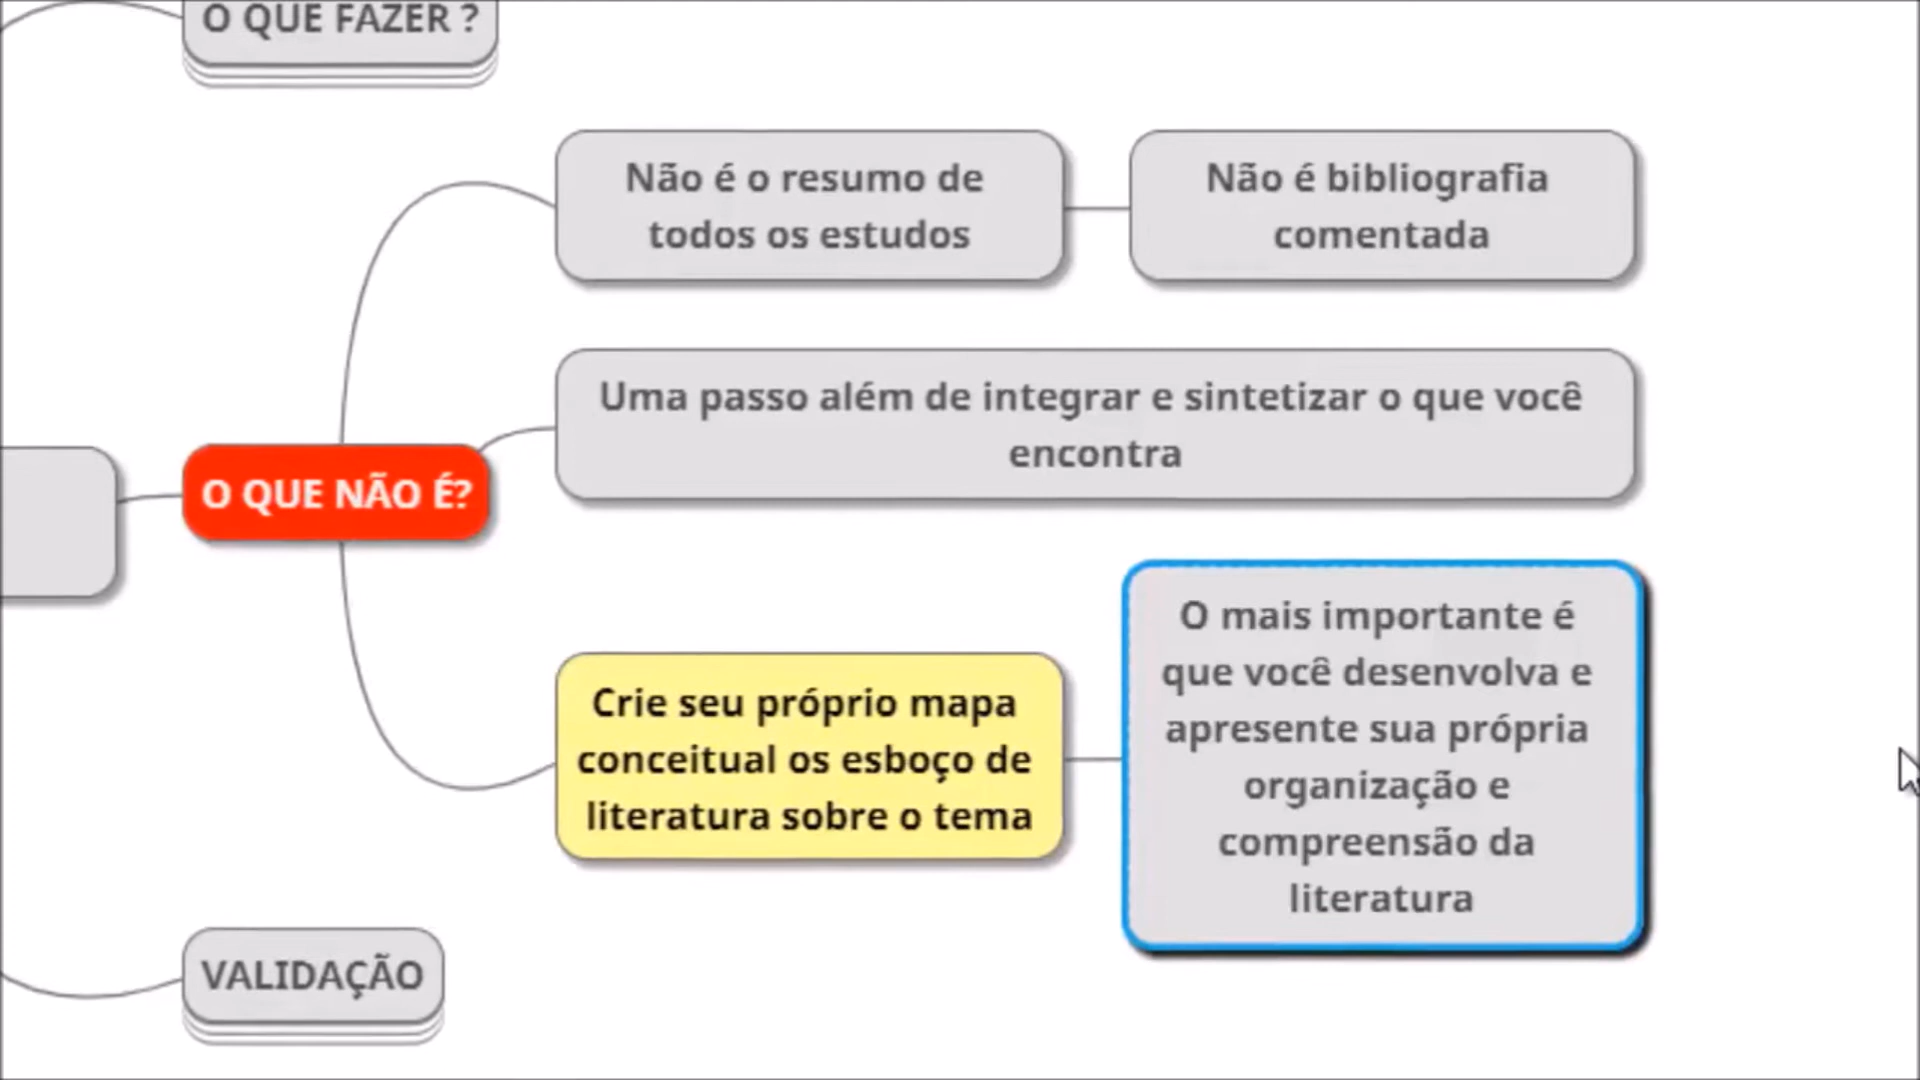 O QUE FAZER ?
Não é o resumo de
todos os estudos
Não é bibliografia
comentada
Uma passo além de integrar e sintetizar o que você
encontra
O QUE NÃO É?
Crie seu próprio mapa
conceitual os esboço de
literatura sobre o tema
O mais importante é
que você desenvolva e
apresente sua própria
organização e
compreensão da
literatura
VALIDAÇÃO